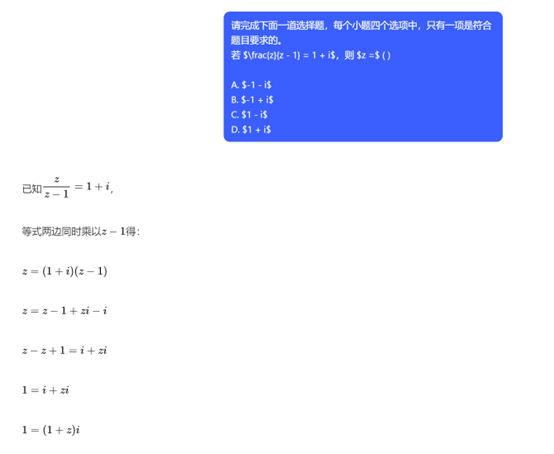 请完成下面一道选择题，每个小题四个选项中，只有一项是符合
题目要求的。
若 $\frac{z}{z - 1} = 1 + i$，则 $z =$ ( )
A. $-1 - i$
B. $-1 + i$
C. $1 - i$
D. $1 + i$
已知 z/(z − 1) = 1 + i，
等式两边同时乘以z − 1得：
z = (1 + i)(z − 1)
z = z − 1 + zi − i
z − z + 1 = i + zi
1 = i + zi
1 = (1 + z)i